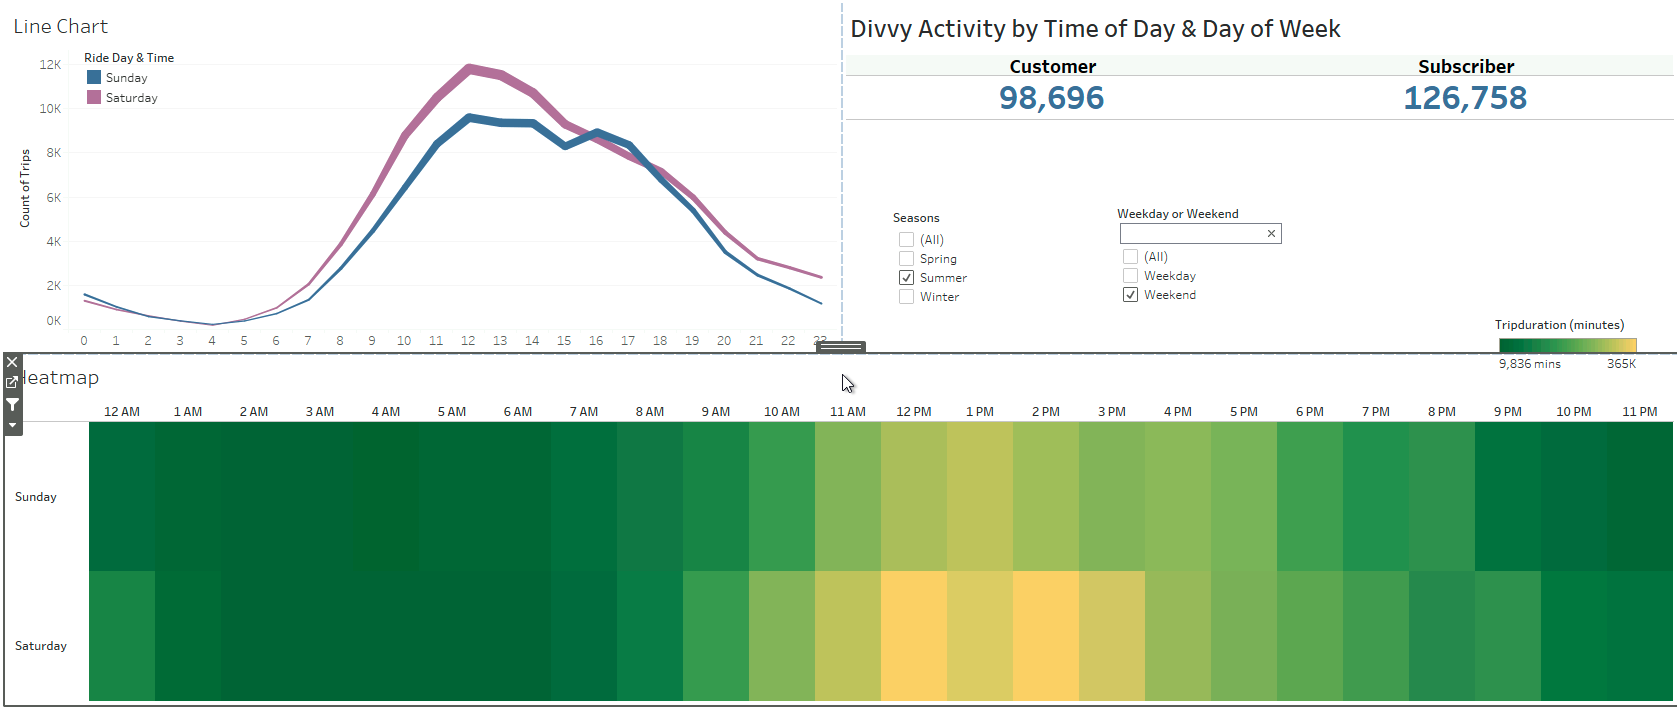 Line Chart
Ride Day & Time
Sunday
Saturday
12K
10K
8K
6K
4K
2K
0K
Count of Trips
0 1 2 3 4 5 6 7 8 9 10 11 12 13 14 15 16 17 18 19 20 21 22 23
Divvy Activity by Time of Day & Day of Week
Customer Subscriber
98,696 126,758
Seasons
(All)
Spring
Summer
Winter
Weekday or Weekend
(All)
Weekday
Weekend
Tripduration (minutes)
9,836 mins 365K
Heatmap
12 AM 1 AM 2 AM 3 AM 4 AM 5 AM 6 AM 7 AM 8 AM 9 AM 10 AM 11 AM 12 PM 1 PM 2 PM 3 PM 4 PM 5 PM 6 PM 7 PM 8 PM 9 PM 10 PM 11 PM
Sunday
Saturday